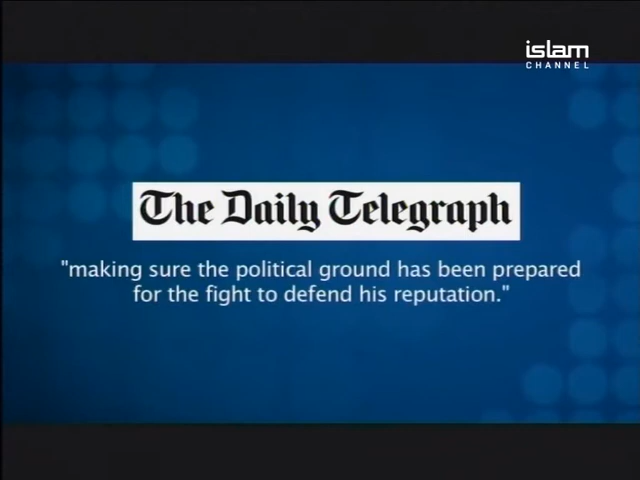 islam
CHANNEL
The Daily Telegraph
"making sure the political ground has been prepared
for the fight to defend his reputation."